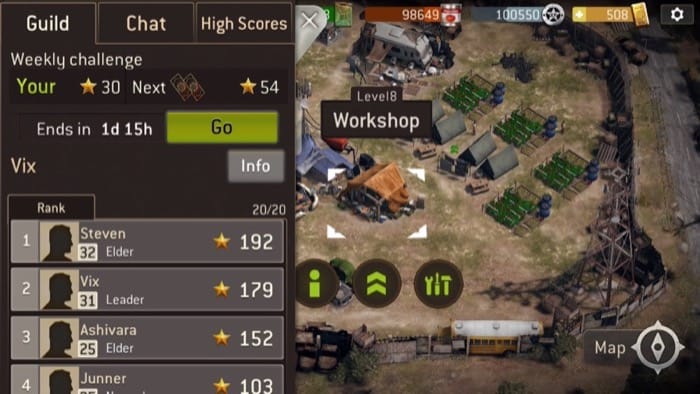 Guild
Chat
High Scores
98649
100550
508
Weekly challenge
Your 30 Next 54
Ends in 1d 15h
Go
Vix
Info
Rank
20/20
1 Steven 192
32 Elder
2 Vix 179
31 Leader
3 Ashivara 152
25 Elder
4 Junner 103
Level8
Workshop
Map